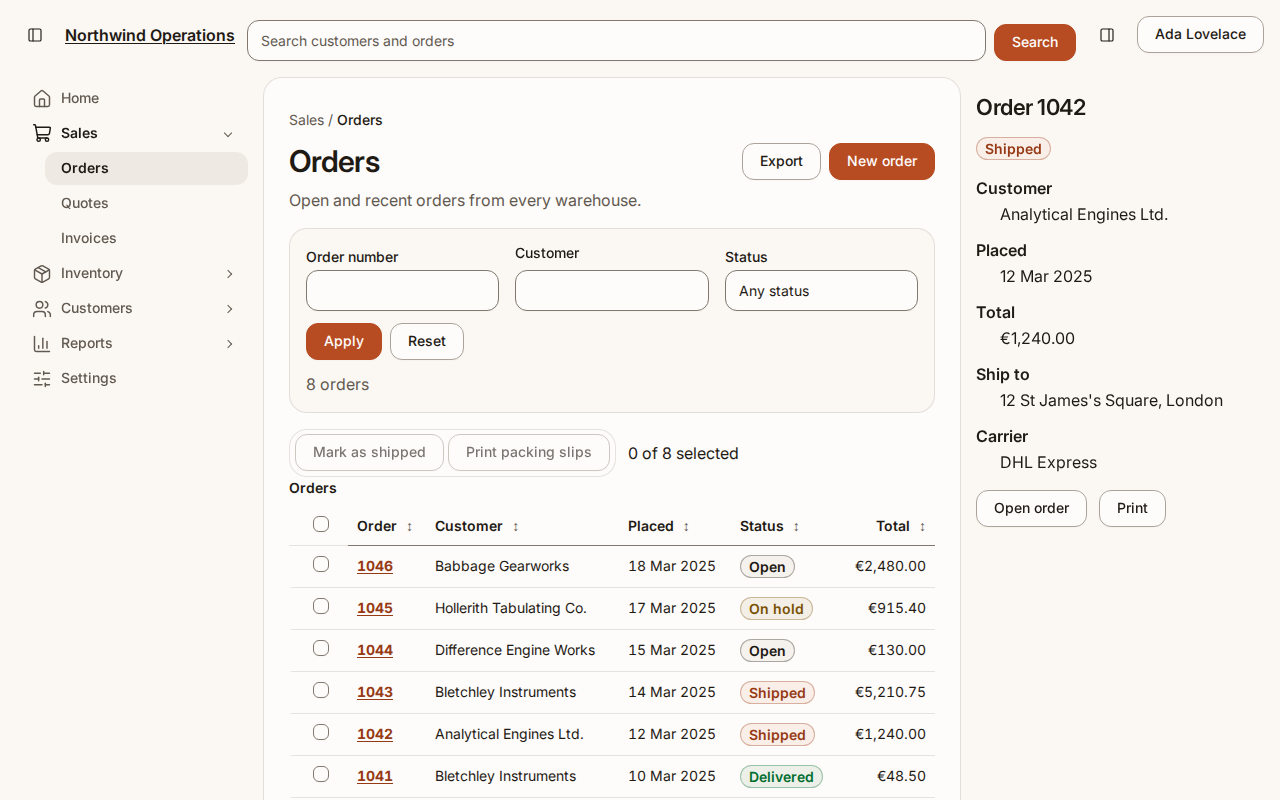 Northwind Operations
Search customers and orders
Search
Ada Lovelace
Home
Sales
Orders
Quotes
Invoices
Inventory
Customers
Reports
Settings
Sales / Orders
Orders
Export
New order
Open and recent orders from every warehouse.
Order number
Customer
Status
Any status
Apply
Reset
8 orders
Mark as shipped
Print packing slips
0 of 8 selected
Orders
Order ↕ Customer ↕ Placed ↕ Status ↕ Total ↕
1046 Babbage Gearworks 18 Mar 2025 Open €2,480.00
1045 Hollerith Tabulating Co. 17 Mar 2025 On hold €915.40
1044 Difference Engine Works 15 Mar 2025 Open €130.00
1043 Bletchley Instruments 14 Mar 2025 Shipped €5,210.75
1042 Analytical Engines Ltd. 12 Mar 2025 Shipped €1,240.00
1041 Bletchley Instruments 10 Mar 2025 Delivered €48.50
Order 1042
Shipped
Customer
Analytical Engines Ltd.
Placed
12 Mar 2025
Total
€1,240.00
Ship to
12 St James's Square, London
Carrier
DHL Express
Open order
Print